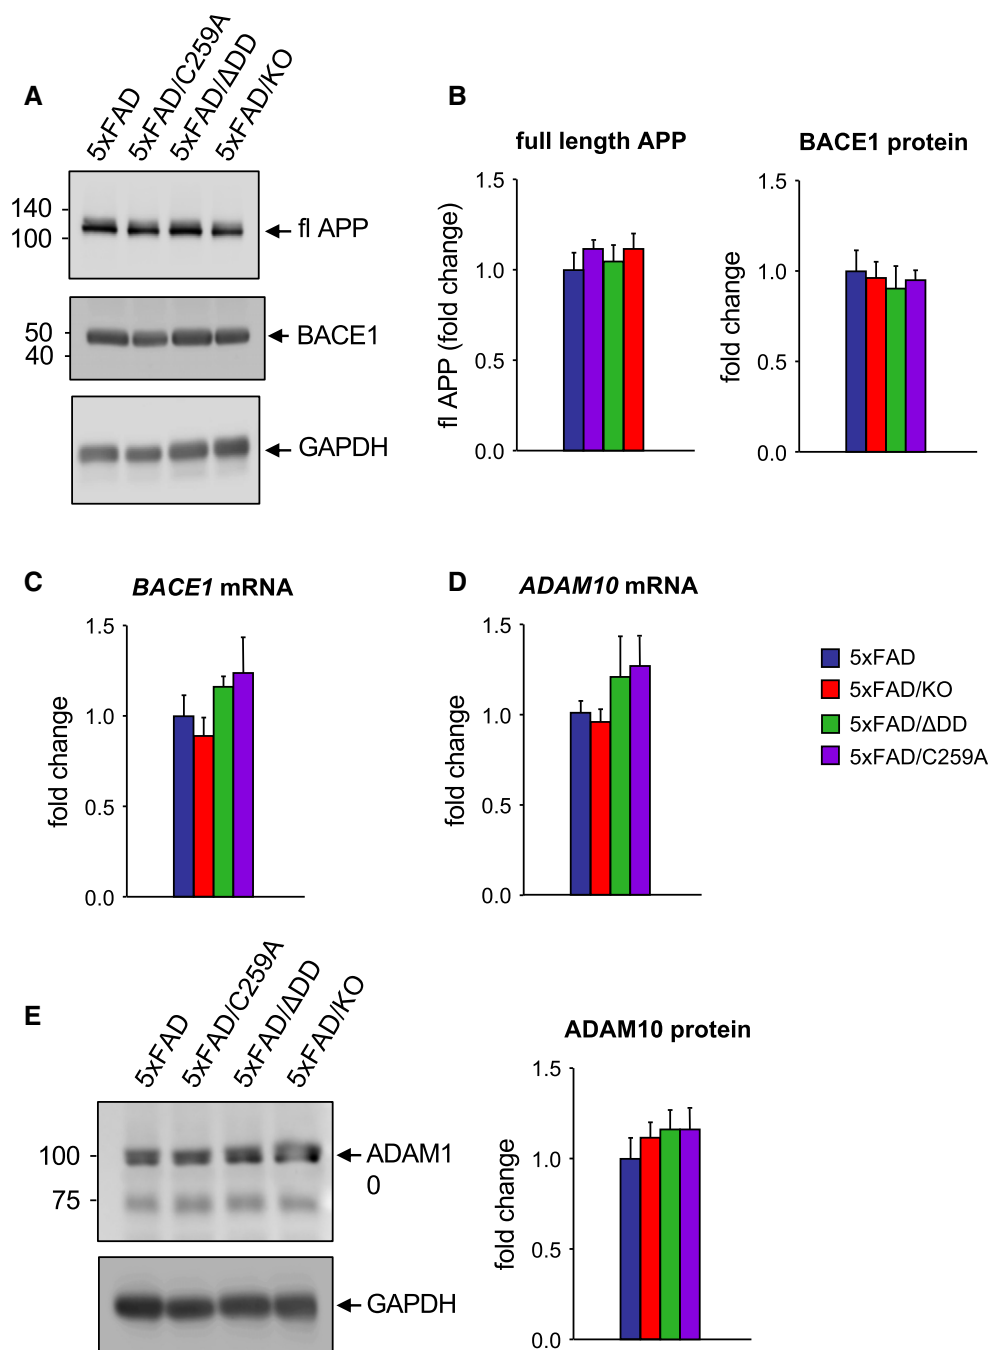 A
5xFAD
5xFAD/C259A
5xFAD/ΔDD
5xFAD/KO
140
100
fl APP
50
40
BACE1
GAPDH
B
full length APP
fl APP (fold change)
1.5
1.0
0.5
0.0
BACE1 protein
fold change
1.5
1.0
0.5
0.0
C
BACE1 mRNA
fold change
1.5
1.0
0.5
0.0
D
ADAM10 mRNA
fold change
1.5
1.0
0.5
0.0
5xFAD
5xFAD/KO
5xFAD/ΔDD
5xFAD/C259A
E
5xFAD
5xFAD/C259A
5xFAD/ΔDD
5xFAD/KO
100
75
ADAM1
0
GAPDH
ADAM10 protein
fold change
1.5
1.0
0.5
0.0